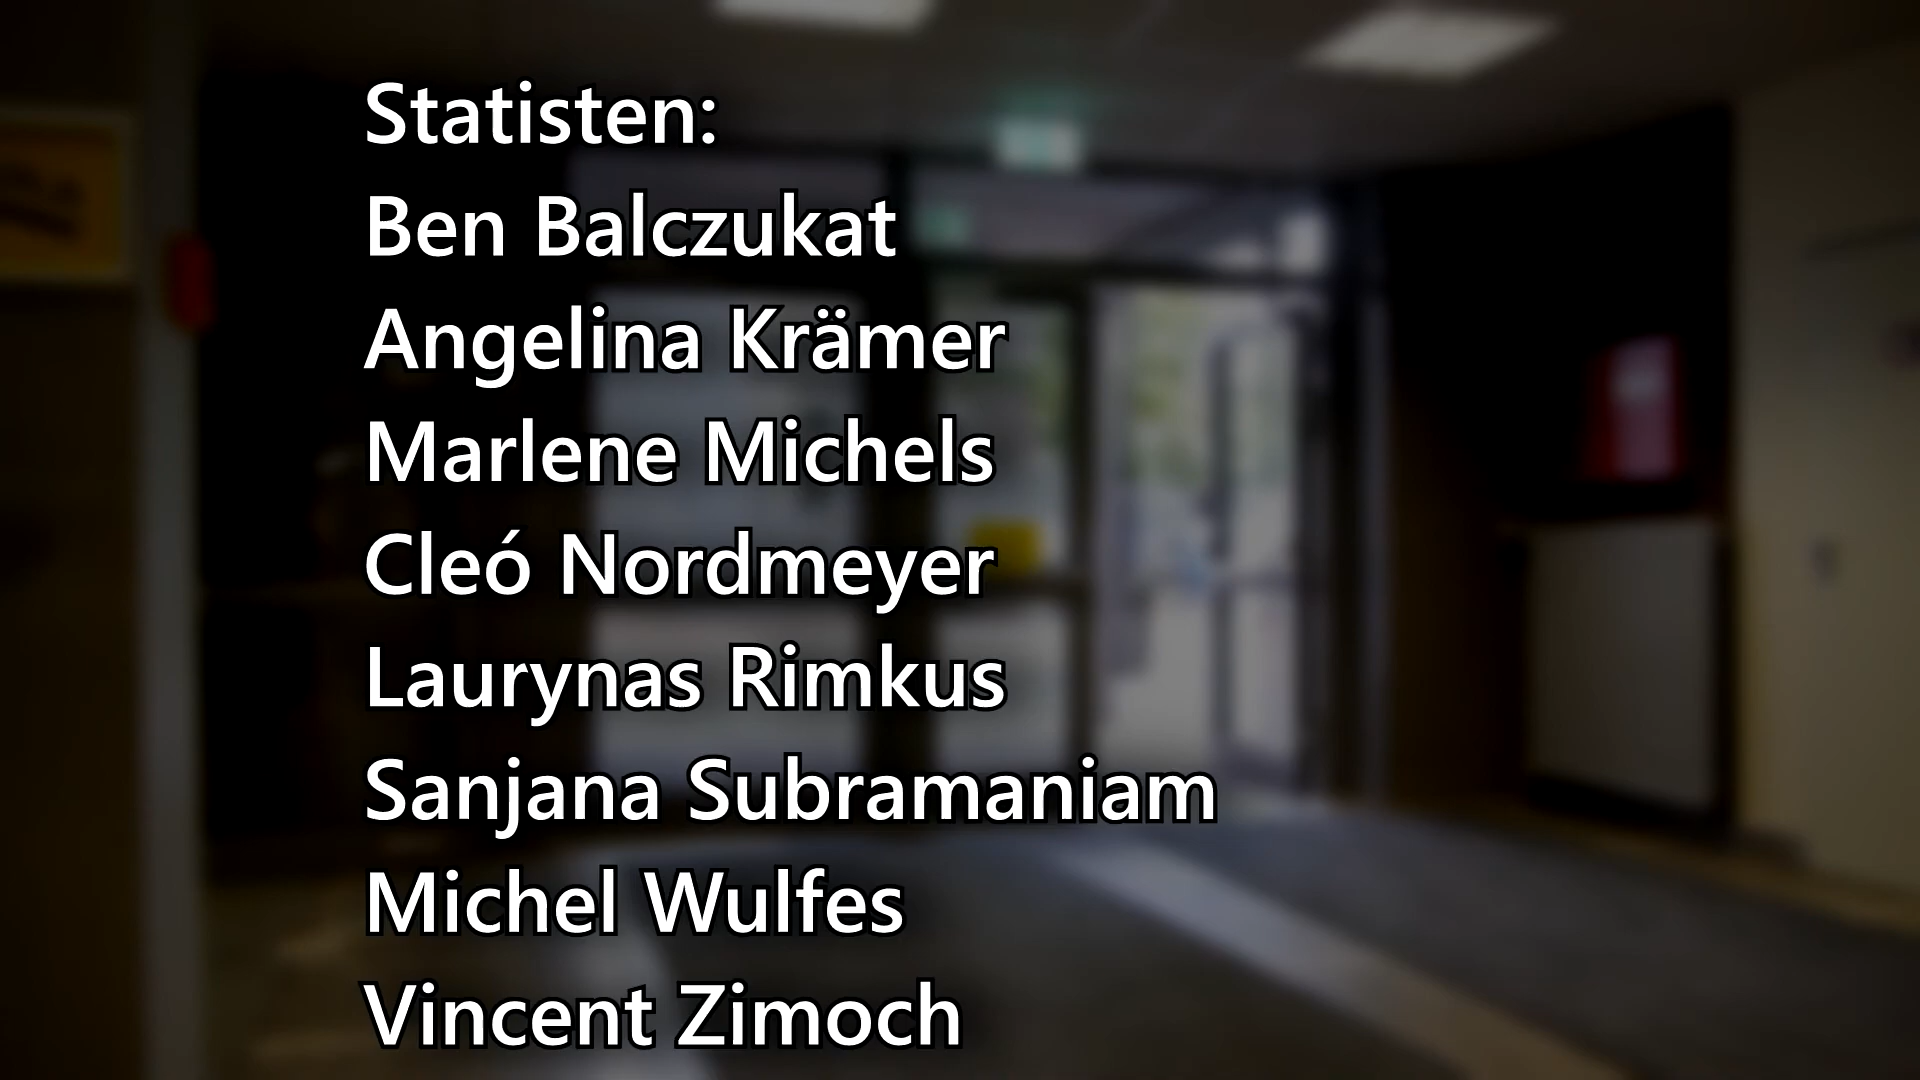 Statisten:
Ben Balczukat
Angelina Krämer
Marlene Michels
Cleó Nordmeyer
Laurynas Rimkus
Sanjana Subramaniam
Michel Wulfes
Vincent Zimoch